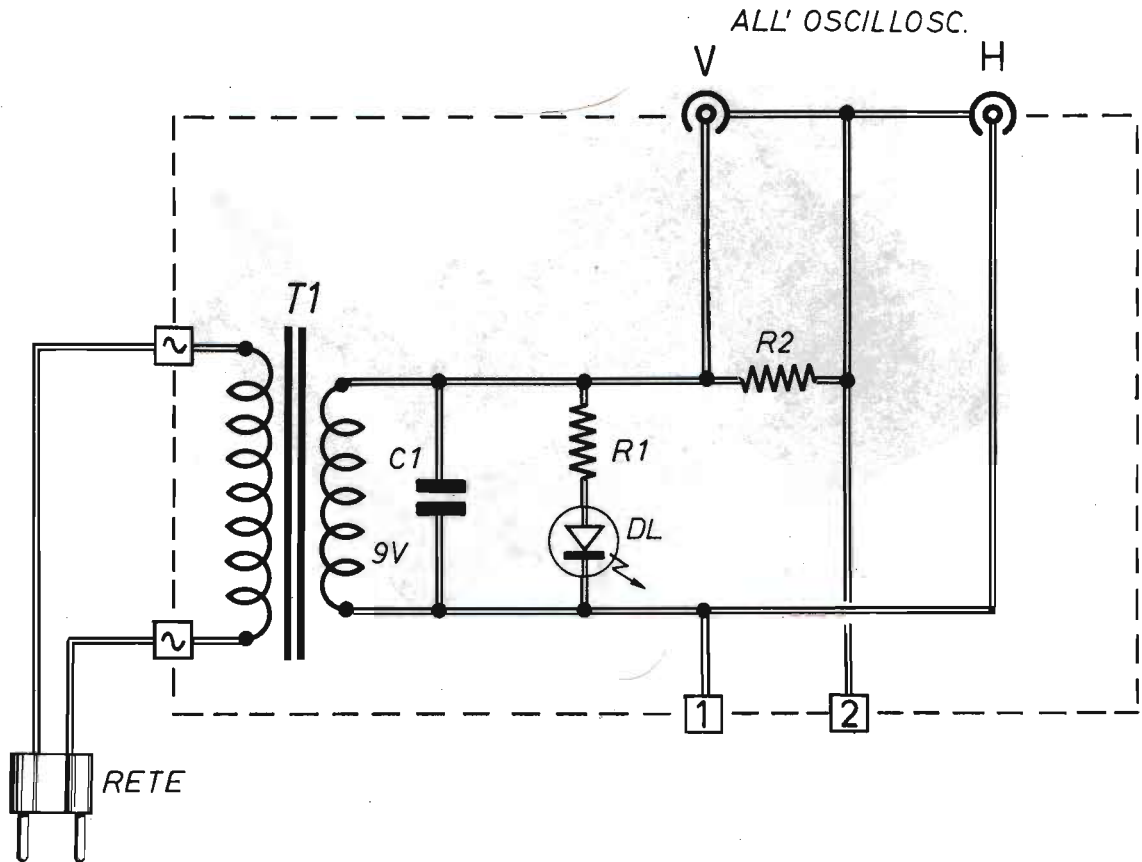 ALL' OSCILLOSC.
V
H
T1
R2
C1
R1
DL
9V
1
2
RETE